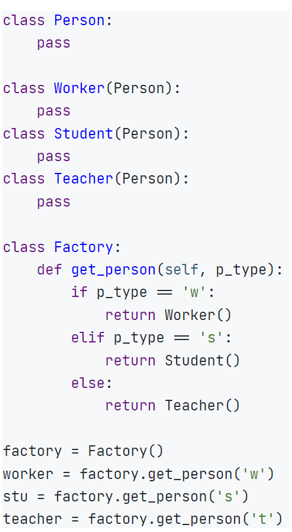 class Person:
    pass

class Worker(Person):
    pass
class Student(Person):
    pass
class Teacher(Person):
    pass

class Factory:
    def get_person(self, p_type):
        if p_type == 'w':
            return Worker()
        elif p_type == 's':
            return Student()
        else:
            return Teacher()

factory = Factory()
worker = factory.get_person('w')
stu = factory.get_person('s')
teacher = factory.get_person('t')